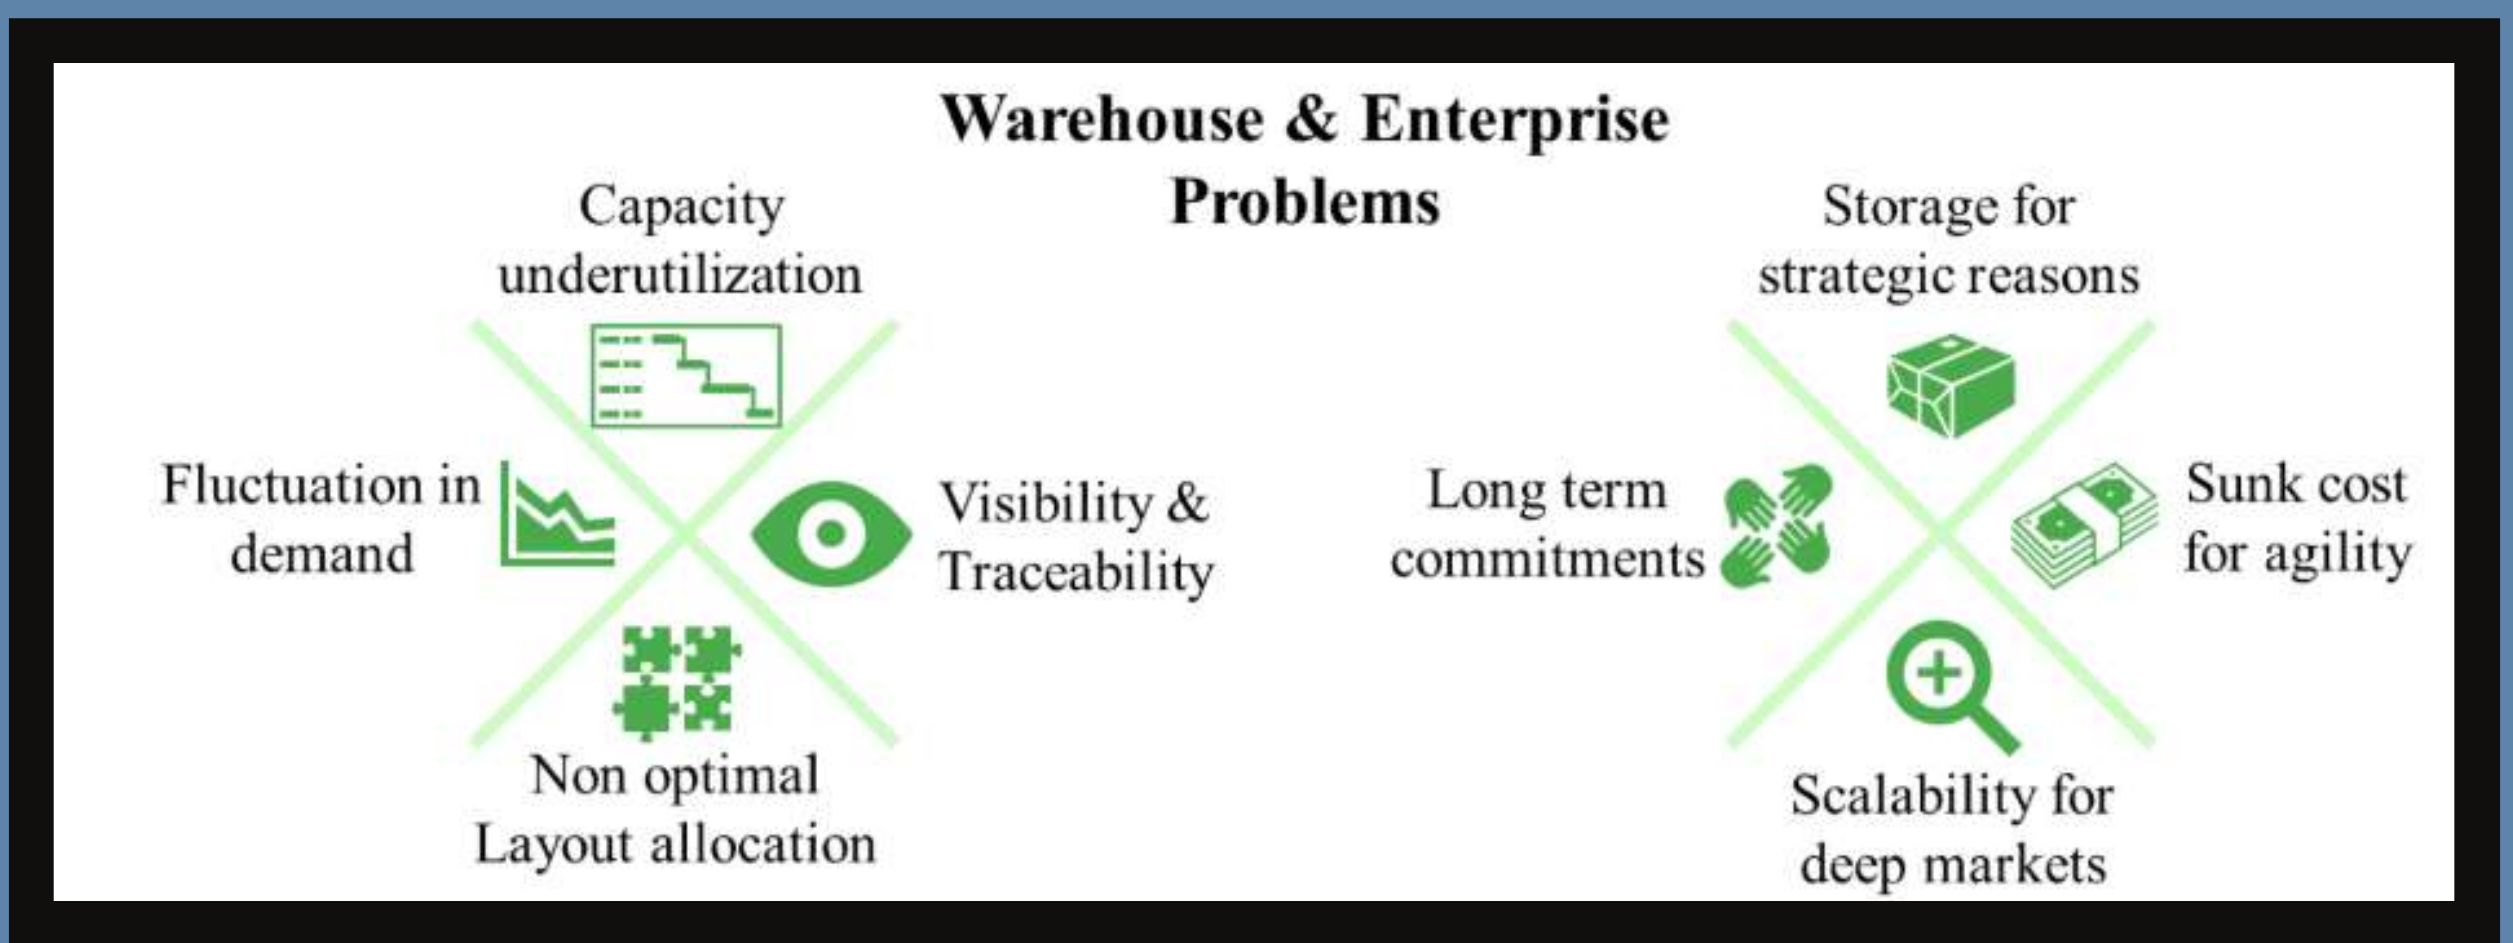 Warehouse & Enterprise
Problems
Capacity
underutilization
Fluctuation in
demand
Visibility &
Traceability
Non optimal
Layout allocation
Storage for
strategic reasons
Long term
commitments
Sunk cost
for agility
Scalability for
deep markets